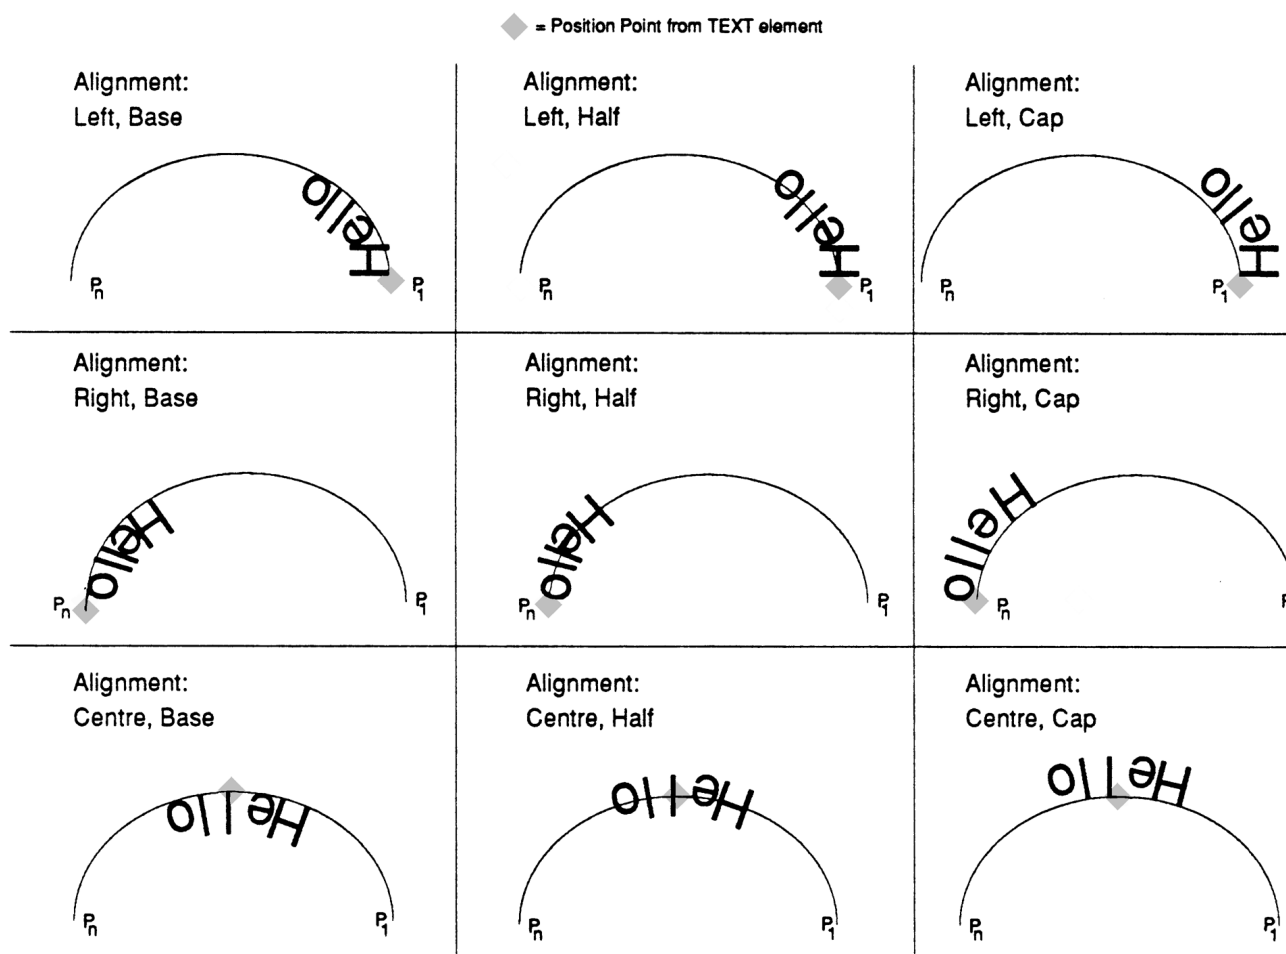 = Position Point from TEXT element
Alignment:
Left, Base
Hello
Pn
P1
Alignment:
Left, Half
Hello
Pn
P1
Alignment:
Left, Cap
Hello
Pn
P1
Alignment:
Right, Base
Hello
Pn
P1
Alignment:
Right, Half
Hello
Pn
P1
Alignment:
Right, Cap
Hello
Pn
Alignment:
Centre, Base
Hello
Pn
P1
Alignment:
Centre, Half
Hello
Pn
P1
Alignment:
Centre, Cap
Hello
Pn
P1